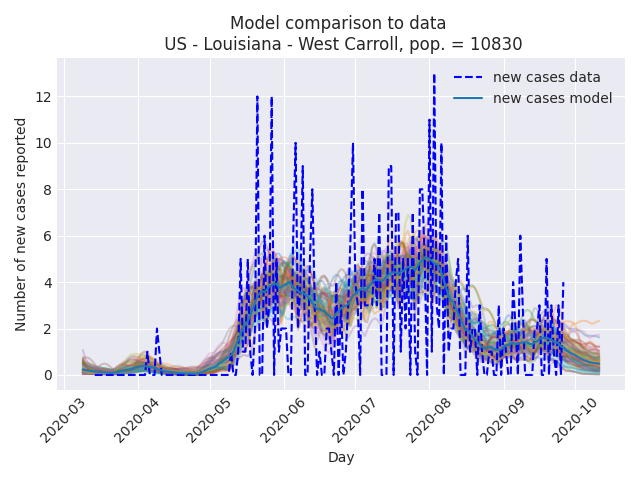 Model comparison to data
US - Louisiana - West Carroll, pop. = 10830
new cases data
new cases model
Number of new cases reported
12
10
8
6
4
2
0
2020-03
2020-04
2020-05
2020-06
2020-07
2020-08
2020-09
2020-10
Day